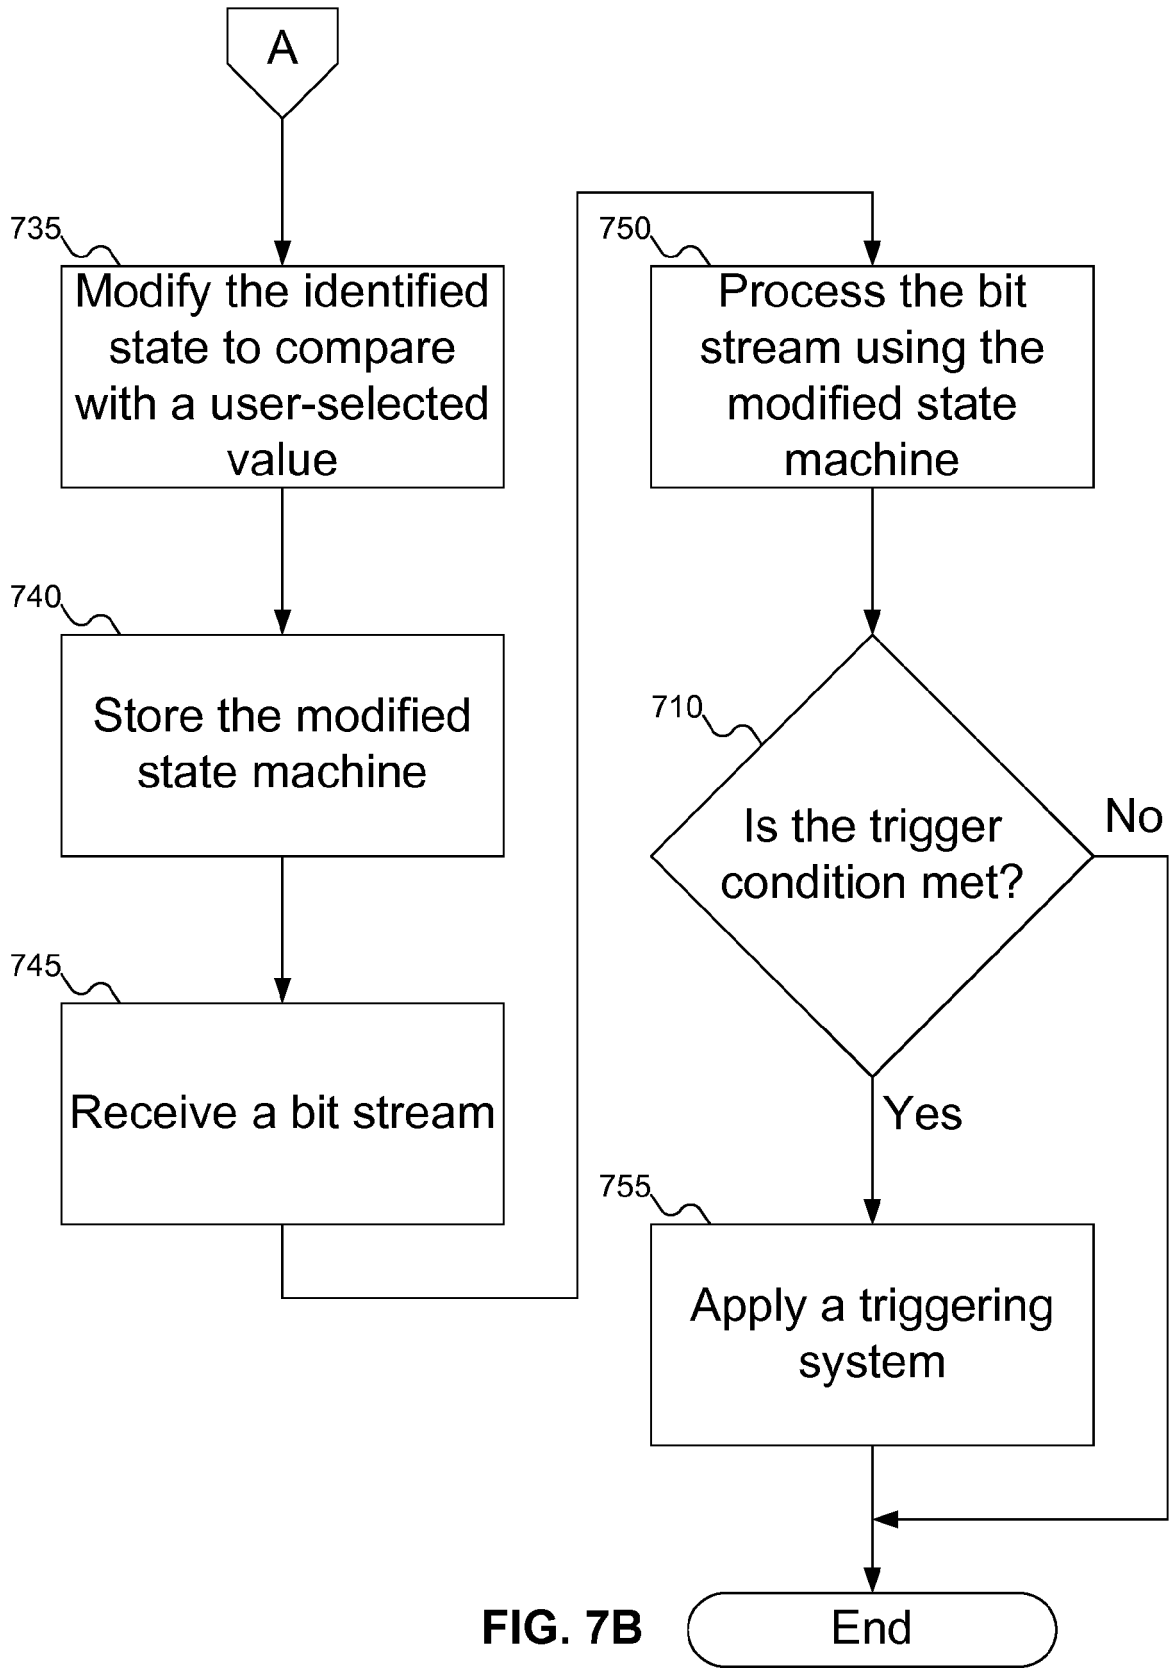 A
735
Modify the identified
state to compare
with a user-selected
value
740
Store the modified
state machine
745
Receive a bit stream
750
Process the bit
stream using the
modified state
machine
710
Is the trigger
condition met?
No
Yes
755
Apply a triggering
system
End
FIG. 7B